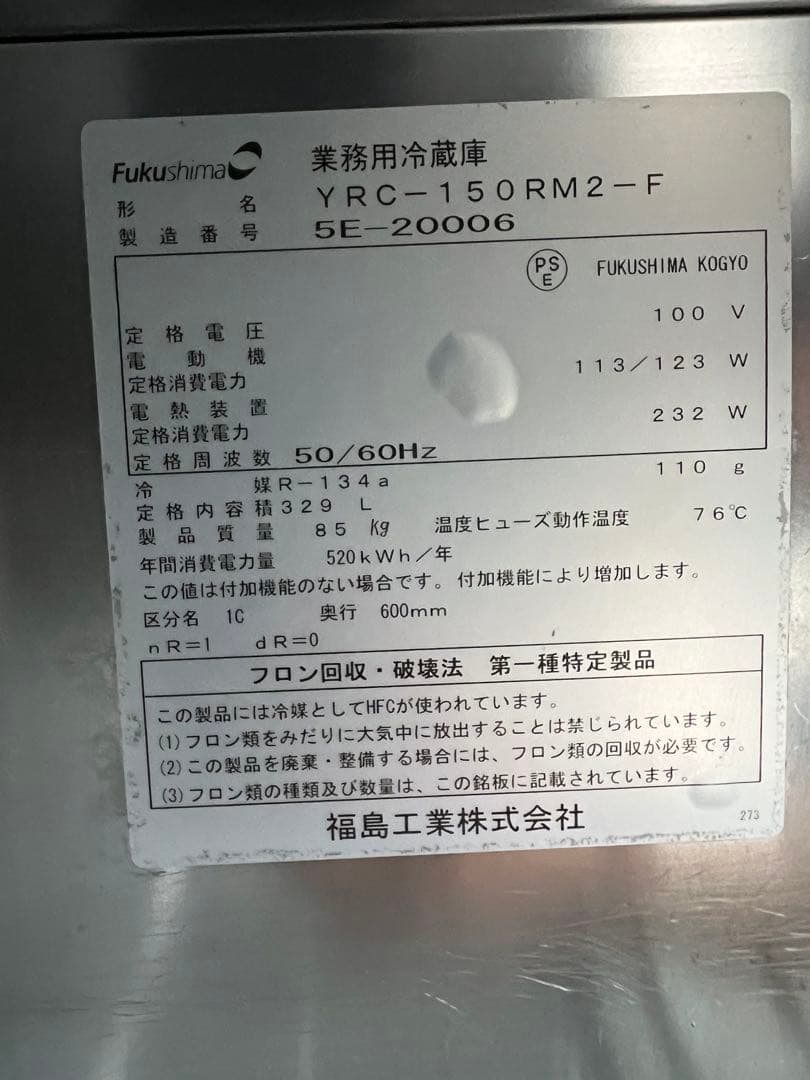 Fukushima 業務用冷蔵庫
形名 YRC-150RM2-F
製造番号 5E-20006
PSE FUKUSHIMA KOGYO
定格電圧 100 V
電動機
定格消費電力 113/123 W
電熱装置
定格消費電力 232 W
定格周波数 50/60Hz
冷媒 R-134a 110 g
定格内容積 329 L
製品質量 85 kg 温度ヒューズ動作温度 76℃
年間消費電力量 520kWh/年
この値は付加機能のない場合です。付加機能により増加します。
区分名 1C 奥行 600mm
nR=1 dR=0
フロン回収・破壊法 第一種特定製品
この製品には冷媒としてHFCが使われています。
(1) フロン類をみだりに大気中に放出することは禁じられています。
(2) この製品を廃棄・整備する場合には、フロン類の回収が必要です。
(3) フロン類の種類及び数量は、この銘板に記載されています。
福島工業株式会社 273